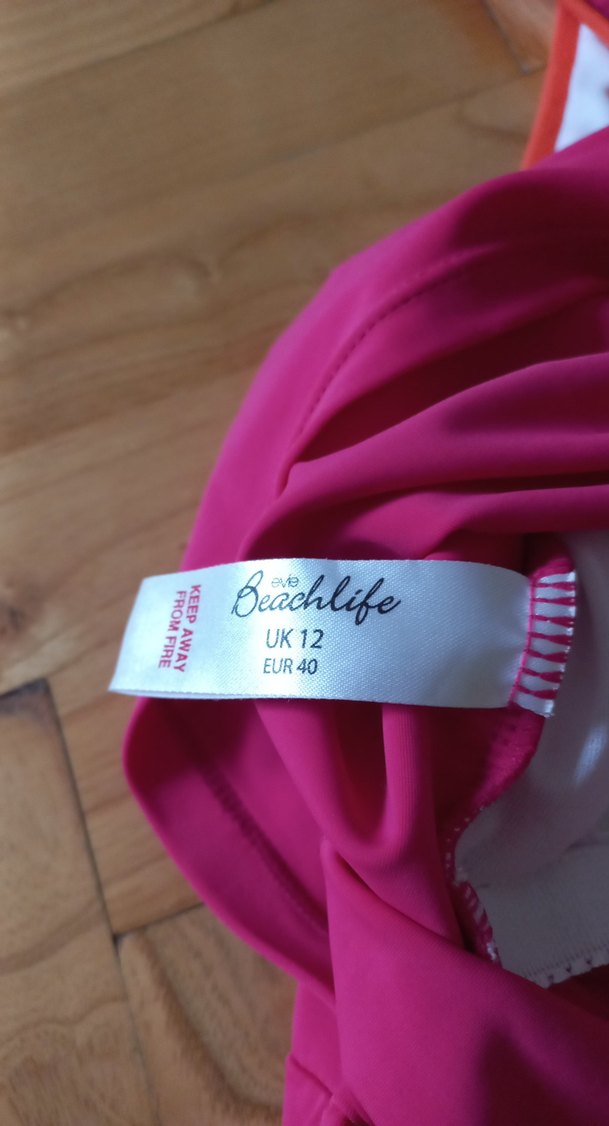 evie
Beachlife
UK 12
EUR 40
KEEP AWAY
FROM FIRE